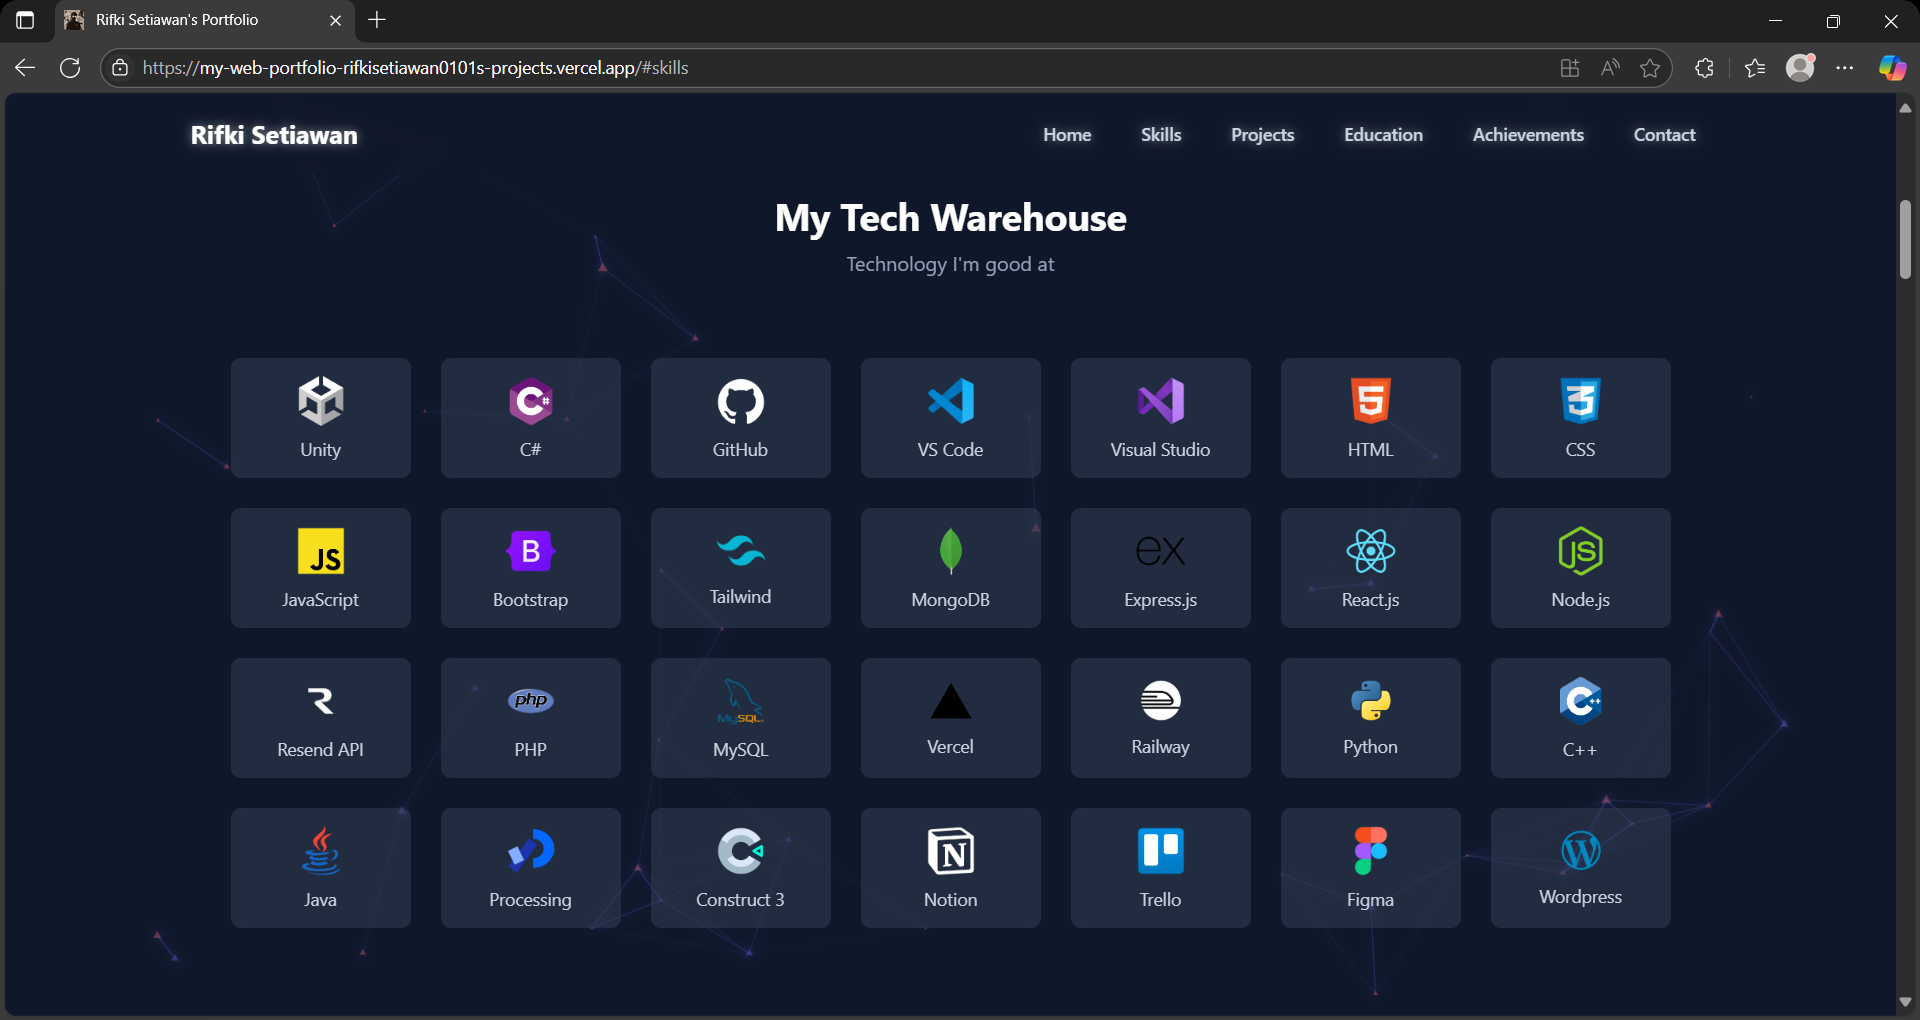 Rifki Setiawan's Portfolio
https://my-web-portfolio-rifkisetiawan0101s-projects.vercel.app/#skills
Rifki Setiawan
Home Skills Projects Education Achievements Contact
My Tech Warehouse
Technology I'm good at
C#
5
3
Unity C# GitHub VS Code Visual Studio HTML CSS
JS B ex JS
JavaScript Bootstrap Tailwind MongoDB Express.js React.js Node.js
R php MySQL C++
Resend API PHP MySQL Vercel Railway Python C++
C N W
Java Processing Construct 3 Notion Trello Figma Wordpress